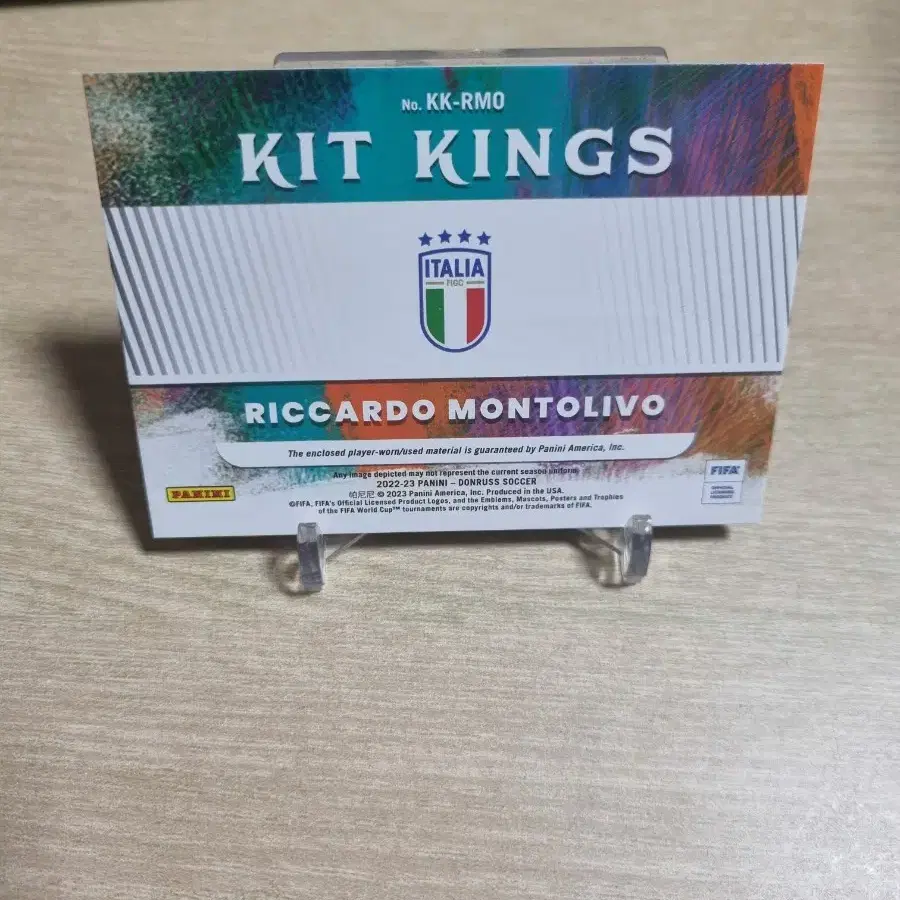 No. KK-RMO
KIT KINGS
ITALIA
FIGC
RICCARDO MONTOLIVO
The enclosed player-worn/used material is guaranteed by Panini America, Inc.
Any image depicted may not represent the current season uniform.
2022-23 PANINI – DONRUSS SOCCER
帕尼尼 © 2023 Panini America, Inc. Produced in the USA.
©FIFA, FIFA's Official Licensed Product Logos, and the Emblems, Mascots, Posters and Trophies
of the FIFA World Cup™ tournaments are copyrights and/or trademarks of FIFA.
PANINI
FIFA
OFFICIAL
LICENSED
PRODUCT